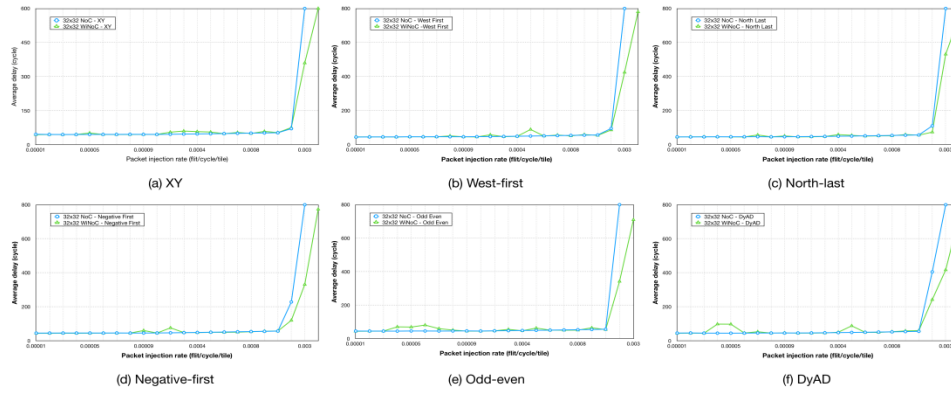 32x32 NoC - XY
32x32 WiNoC - XY
600
450
300
150
0
Average delay (cycle)
0.00001 0.00005 0.0001 0.0004 0.0008 0.003
Packet injection rate (flit/cycle/tile)
(a) XY
32x32 NoC - West First
32x32 WiNoC -West First
800
600
400
200
0
Average delay (cycle)
0.00001 0.00005 0.0001 0.0004 0.0008 0.003
Packet injection rate (flit/cycle/tile)
(b) West-first
32x32 NoC - North Last
32x32 WiNoC - North Last
800
600
400
200
0
Average delay (cycle)
0.00001 0.00005 0.0001 0.0004 0.0008
Packet injection rate (flit/cycle/tile)
(c) North-last
32x32 NoC - Negative First
32x32 WiNoC - Negative First
800
600
400
200
0
Average delay (cycle)
0.00001 0.00005 0.0001 0.0004 0.0008 0.003
Packet injection rate (flit/cycle/tile)
(d) Negative-first
32x32 NoC - Odd Even
32x32 WiNoC - Odd Even
800
600
400
200
0
Average delay (cycle)
0.00001 0.00005 0.0001 0.0004 0.0008 0.003
Packet injection rate (flit/cycle/tile)
(e) Odd-even
32x32 NoC - DyAD
32x32 WiNoC - DyAD
800
600
400
200
0
Average delay (cycle)
0.00001 0.00005 0.0001 0.0004 0.0008
Packet injection rate (flit/cycle/tile)
(f) DyAD